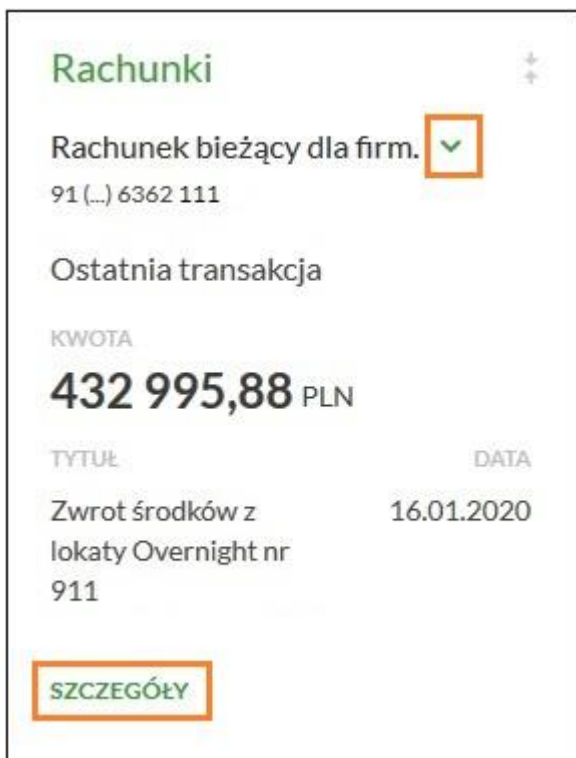 Rachunki
Rachunek bieżący dla firm.
91 (...) 6362 111
Ostatnia transakcja
KWOTA
432 995,88 PLN
TYTUŁ DATA
Zwrot środków z 16.01.2020
lokaty Overnight nr
911
SZCZEGÓŁY